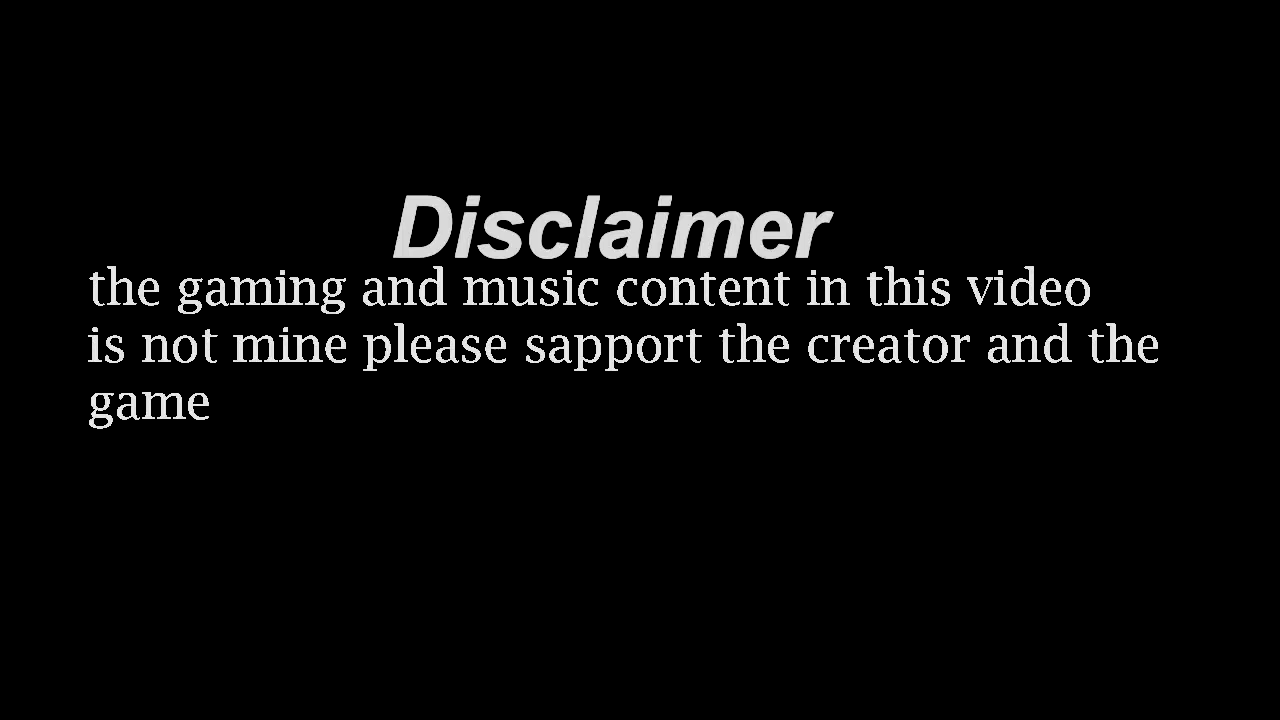 Disclaimer
the gaming and music content in this video
is not mine please sapport the creator and the
game